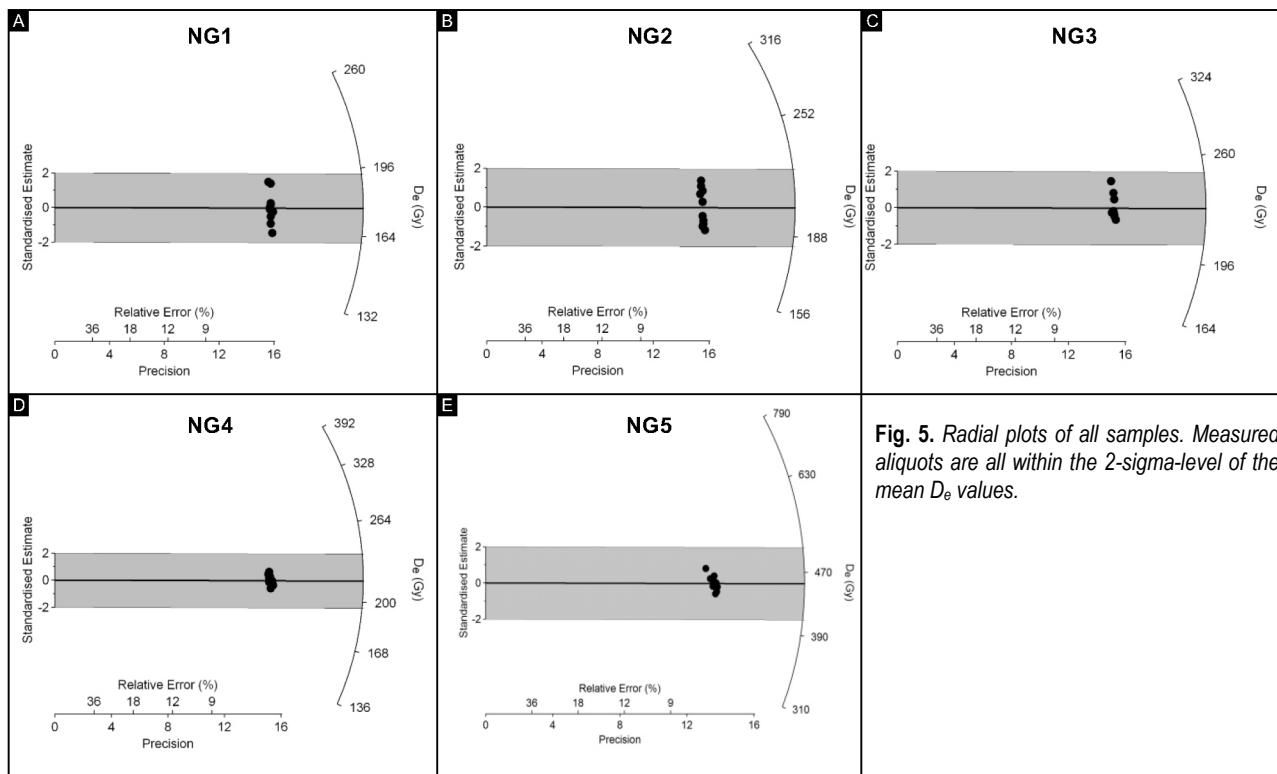 A
NG1
260
196
164
132
De (Gy)
Standardised Estimate
2
0
-2
Relative Error (%)
36 18 12 9
0 4 8 12 16
Precision
B
NG2
316
252
188
156
De (Gy)
Standardised Estimate
2
0
-2
Relative Error (%)
36 18 12 9
0 4 8 12 16
Precision
C
NG3
324
260
196
164
De (Gy)
Standardised Estimate
2
0
-2
Relative Error (%)
36 18 12 9
0 4 8 12 16
Precision
D
NG4
392
328
264
200
168
136
De (Gy)
Standardised Estimate
2
0
-2
Relative Error (%)
36 18 12 9
0 4 8 12 16
Precision
E
NG5
790
630
470
390
310
De (Gy)
Standardised Estimate
2
0
-2
Relative Error (%)
36 18 12 9
0 4 8 12 16
Precision
Fig. 5. Radial plots of all samples. Measured
aliquots are all within the 2-sigma-level of the
mean De values.